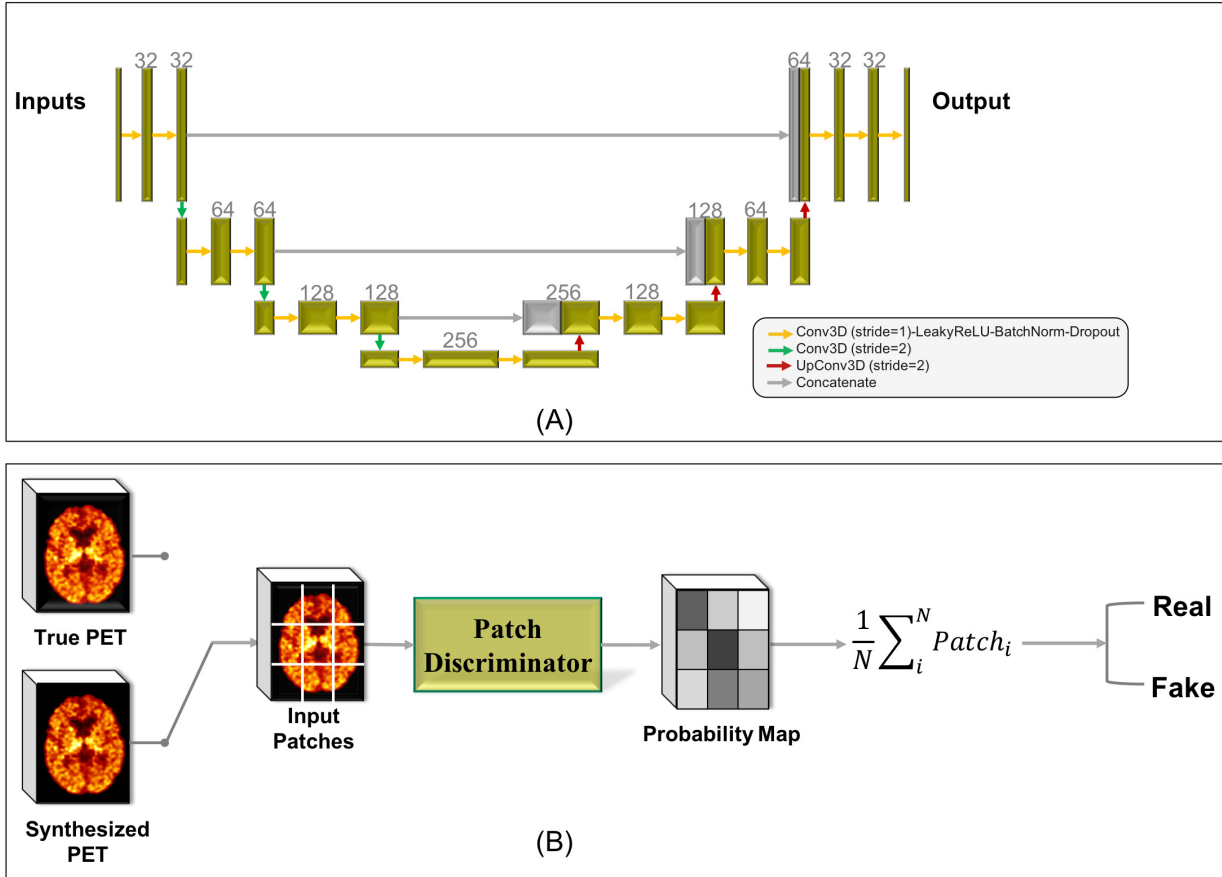 Inputs
32 32
64 32 32
Output
64 64
128 64
128 128
256 128
256
Conv3D (stride=1)-LeakyReLU-BatchNorm-Dropout
Conv3D (stride=2)
UpConv3D (stride=2)
Concatenate
(A)
True PET
Synthesized
PET
Input
Patches
Patch
Discriminator
Probability Map
1/N ∑_i^N Patch_i
Real
Fake
(B)